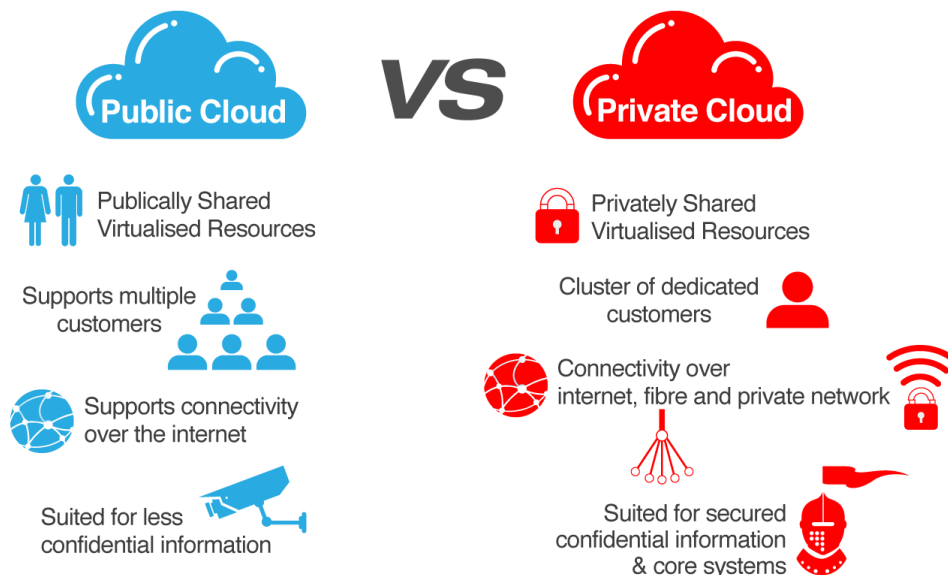 Public Cloud
VS
Private Cloud
Publically Shared
Virtualised Resources
Supports multiple
customers
Supports connectivity
over the internet
Suited for less
confidential information
Privately Shared
Virtualised Resources
Cluster of dedicated
customers
Connectivity over
internet, fibre and private network
Suited for secured
confidential information
& core systems